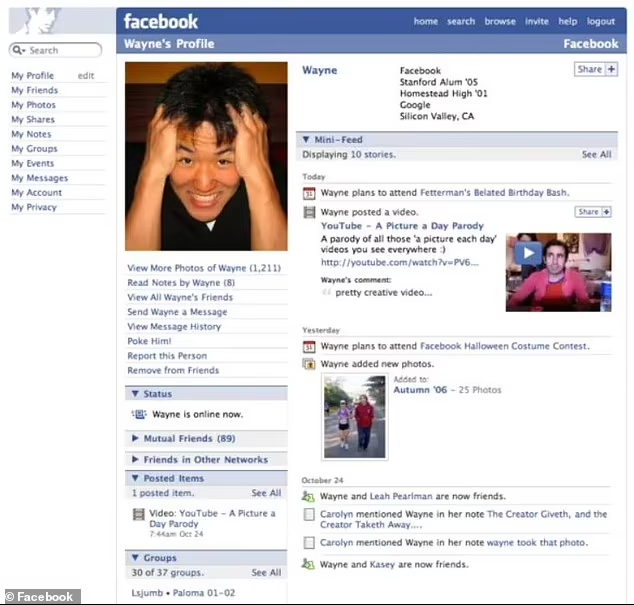 facebook
home search browse invite help logout
Search
Wayne's Profile
Facebook
My Profile edit
My Friends
My Photos
My Shares
My Notes
My Groups
My Events
My Messages
My Account
My Privacy
View More Photos of Wayne (1,211)
Read Notes by Wayne (8)
View All Wayne's Friends
Send Wayne a Message
View Message History
Poke Him!
Report this Person
Remove from Friends
Status
Wayne is online now.
Mutual Friends (89)
Friends in Other Networks
Posted Items
1 posted item. See All
Video: YouTube - A Picture a
Day Parody
7:44am Oct 24
Groups
30 of 37 groups. See All
Lsjumb • Paloma 01-02
Wayne
Facebook
Stanford Alum '05
Homestead High '01
Google
Silicon Valley, CA
Share +
Mini-Feed
Displaying 10 stories. See All
Today
31 Wayne plans to attend Fetterman's Belated Birthday Bash.
Wayne posted a video. Share +
YouTube - A Picture a Day Parody
A parody of all those 'a picture each day'
videos you see everywhere :)
http://youtube.com/watch?v=PV6...
Wayne's comment:
pretty creative video...
Yesterday
31 Wayne plans to attend Facebook Halloween Costume Contest.
Wayne added new photos.
Added to:
Autumn '06 - 25 Photos
October 24
Wayne and Leah Pearlman are now friends.
Carolyn mentioned Wayne in her note The Creator Giveth, and the
Creator Taketh Away....
Carolyn mentioned Wayne in her note wayne took that photo.
Wayne and Kasey are now friends.
© Facebook